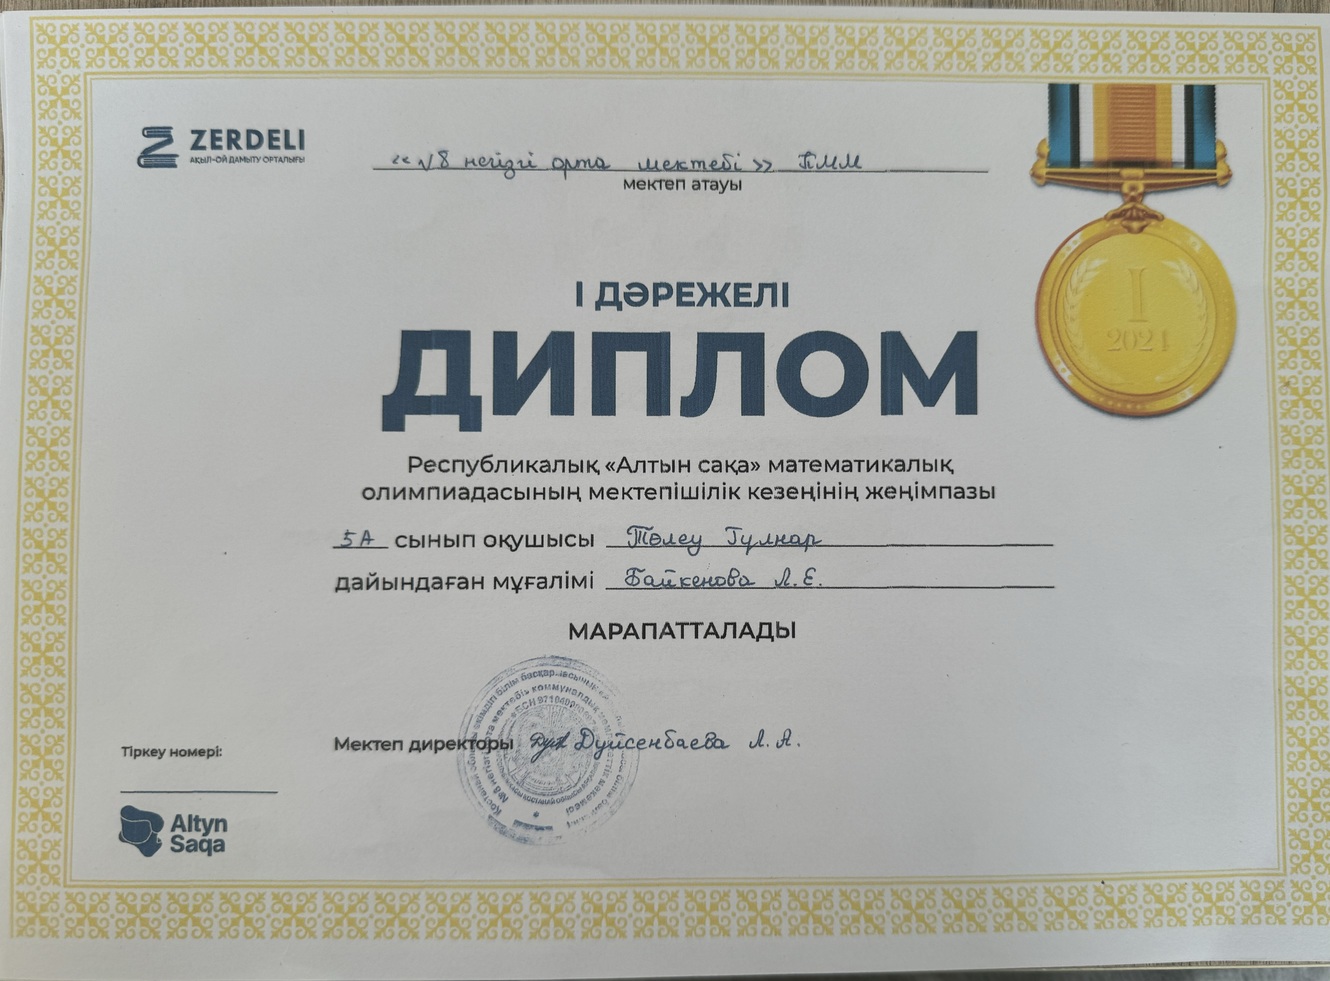 ZERDELI
АҚЫЛ-ОЙ ДАМЫТУ ОРТАЛЫҒЫ
«№8 негізгі орта мектебі» КММ
мектеп атауы
I
2024
I ДӘРЕЖЕЛІ
ДИПЛОМ
Республикалық «Алтын сақа» математикалық
олимпиадасының мектепішілік кезеңінің жеңімпазы
5А сынып оқушысы Төлеу Гулнар
дайындаған мұғалімі Байкенова Л.Е.
МАРАПАТТАЛАДЫ
Мектеп директоры Дуйсенбаева Л.А.
Тіркеу номері:
Altyn
Saqa